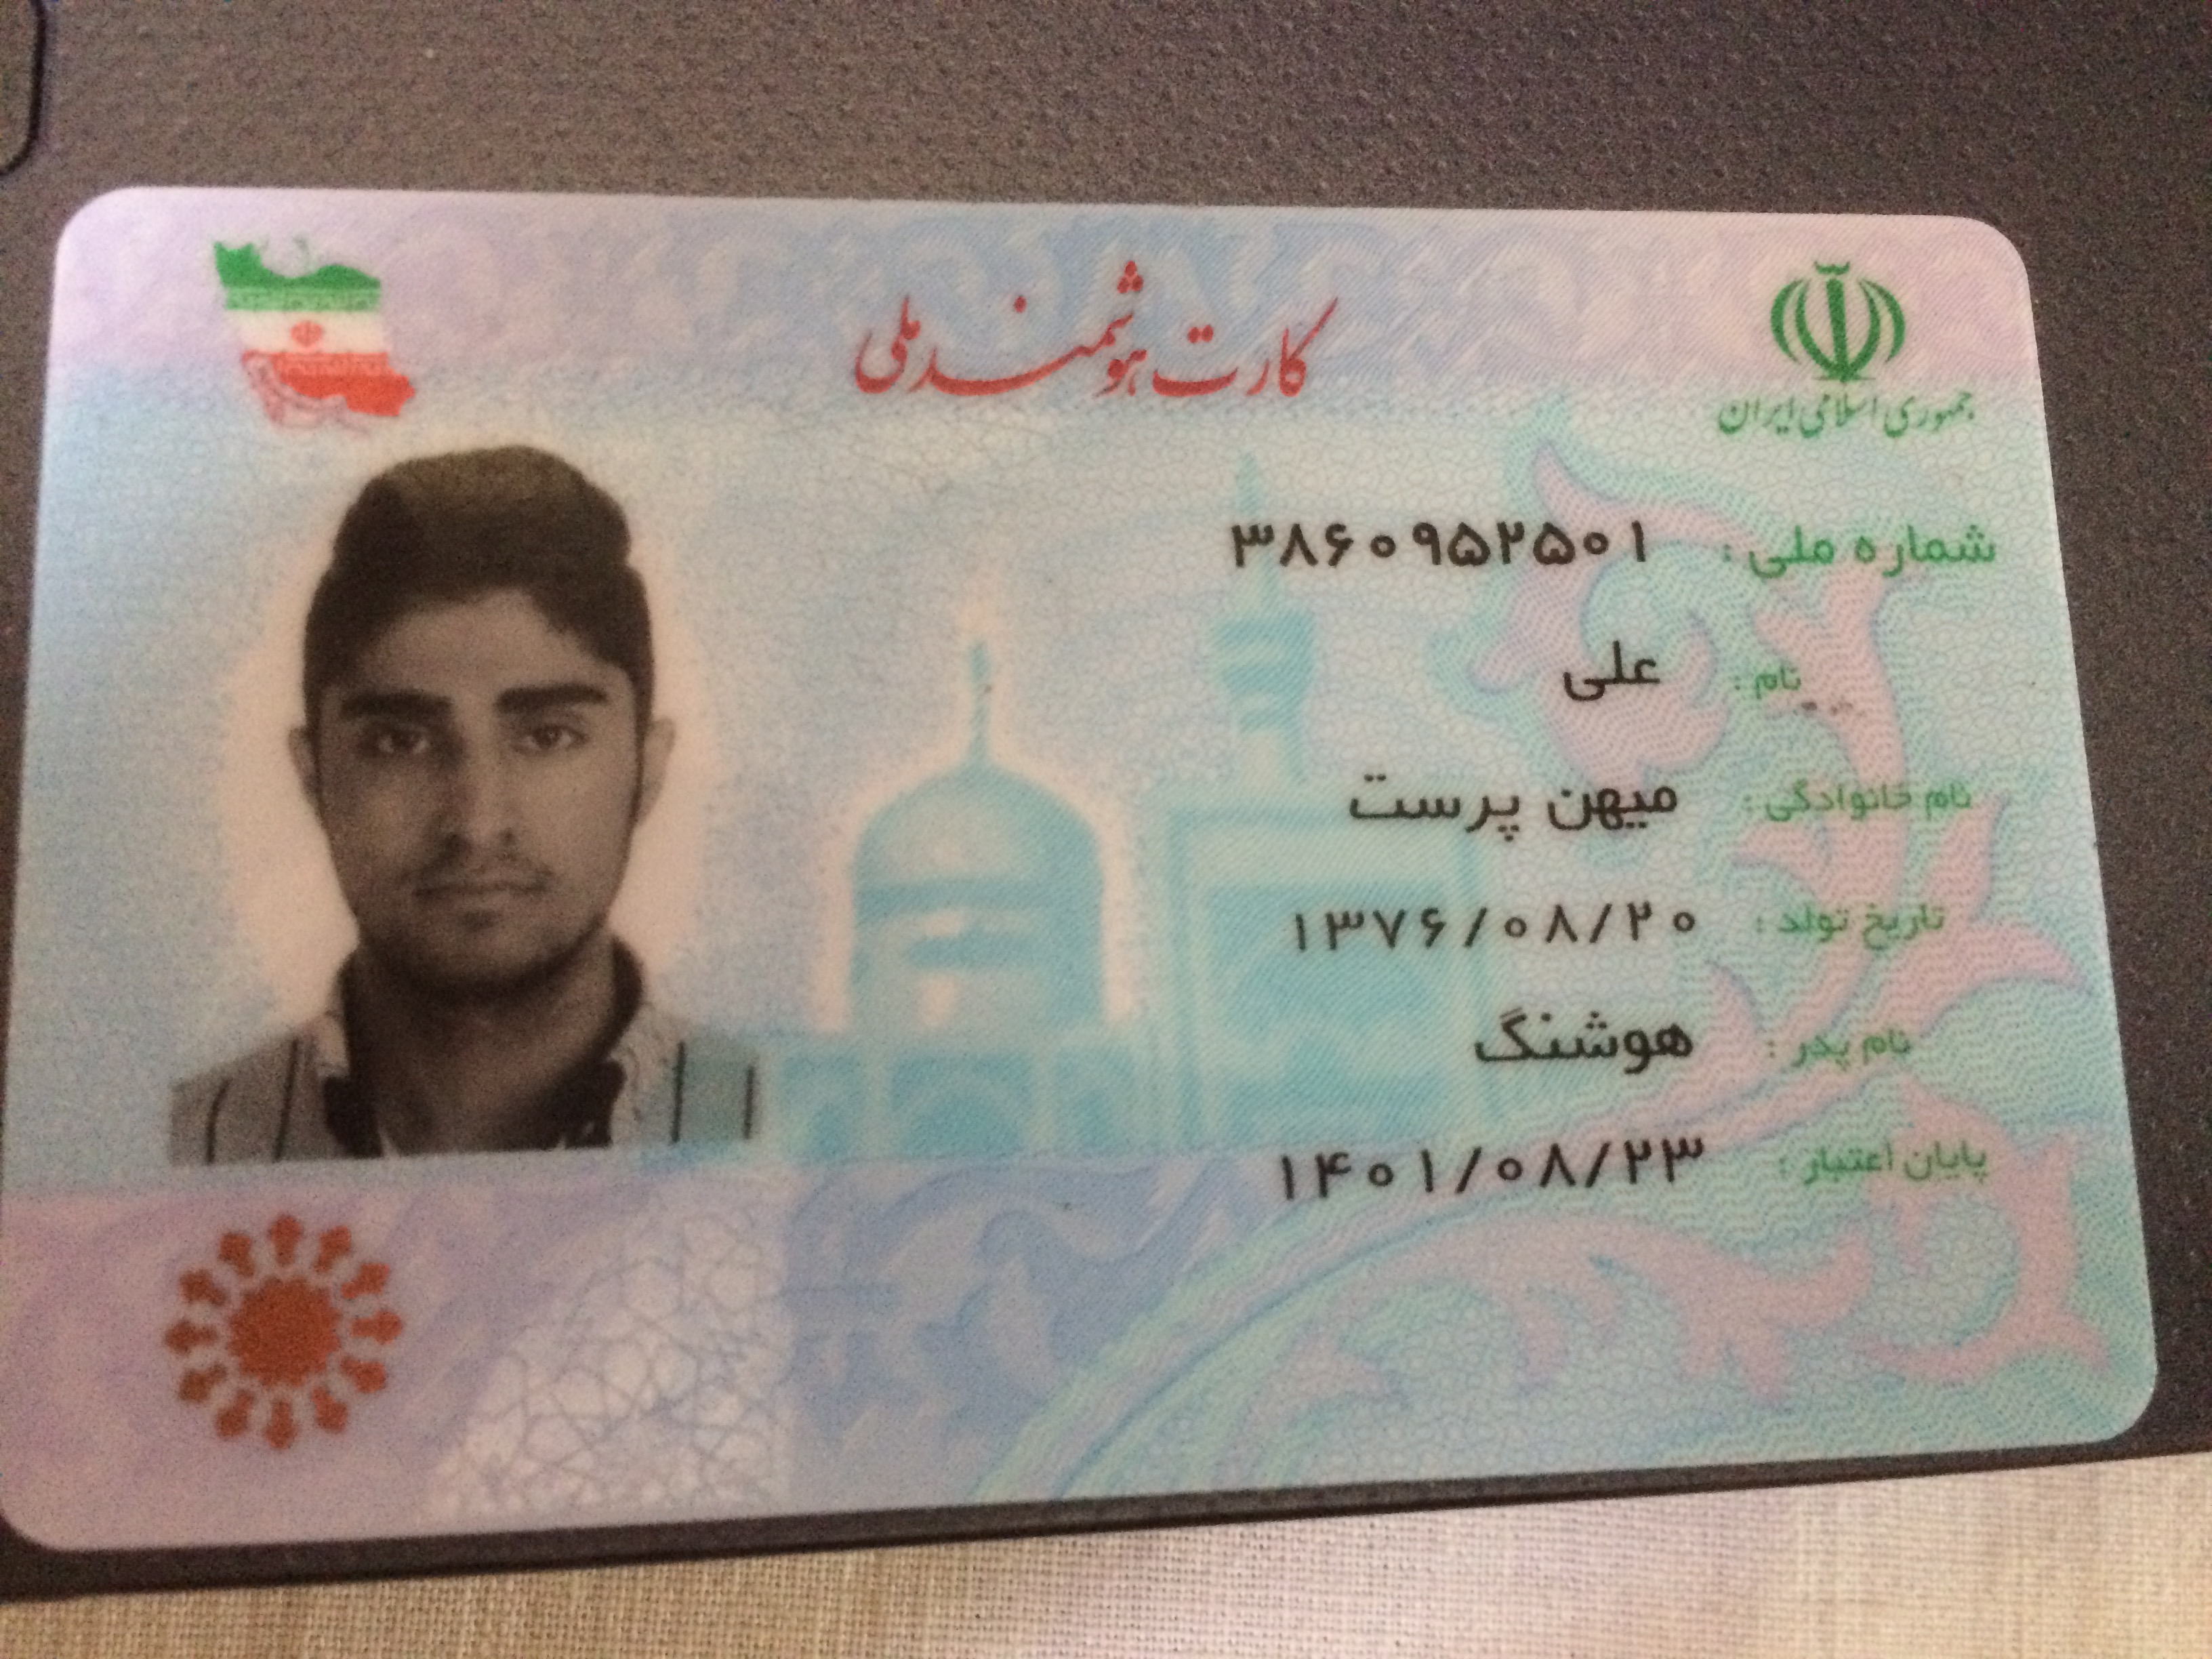 کارت هوشمند ملی
جمهوری اسلامی ایران
شماره ملی : ۳۸۶۰۹۵۲۵۰۱
نام : علی
نام خانوادگی : میهن پرست
تاریخ تولد : ۱۳۷۶/۰۸/۲۰
نام پدر : هوشنگ
پایان اعتبار : ۱۴۰۱/۰۸/۲۳